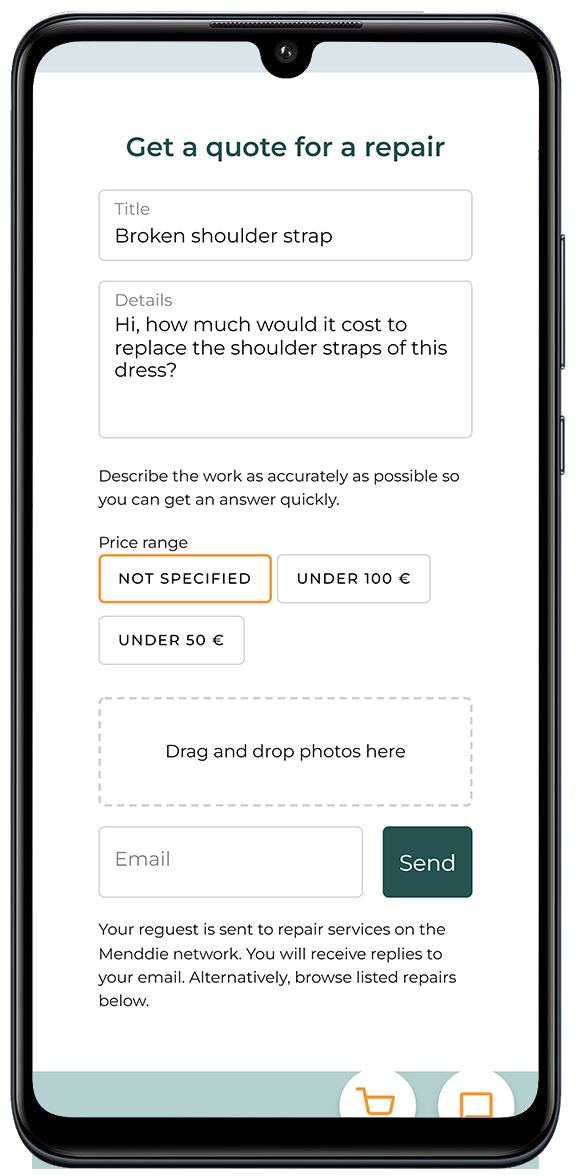 Get a quote for a repair
Title
Broken shoulder strap
Details
Hi, how much would it cost to
replace the shoulder straps of this
dress?
Describe the work as accurately as possible so
you can get an answer quickly.
Price range
NOT SPECIFIED
UNDER 100 €
UNDER 50 €
Drag and drop photos here
Email
Send
Your reguest is sent to repair services on the
Menddie network. You will receive replies to
your email. Alternatively, browse listed repairs
below.